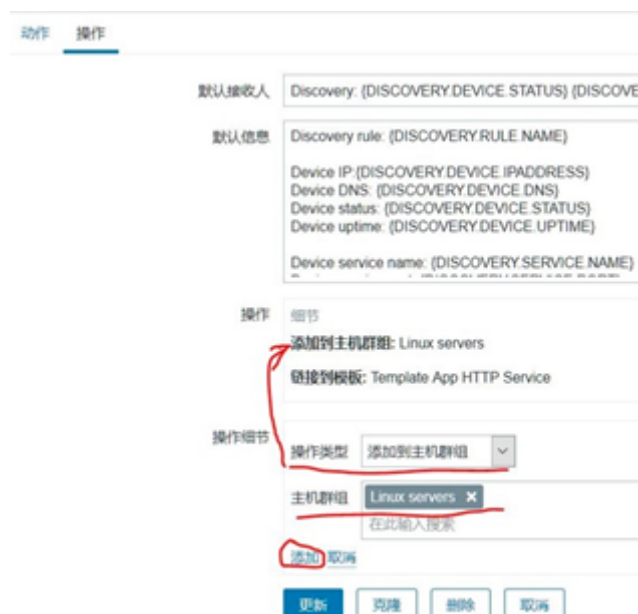 动作 操作
默认接收人 Discovery: {DISCOVERY.DEVICE.STATUS} {DISCOVE
默认信息 Discovery rule: {DISCOVERY.RULE.NAME}
Device IP:{DISCOVERY.DEVICE.IPADDRESS}
Device DNS: {DISCOVERY.DEVICE.DNS}
Device status: {DISCOVERY.DEVICE.STATUS}
Device uptime: {DISCOVERY.DEVICE.UPTIME}
Device service name: {DISCOVERY.SERVICE.NAME}
操作 细节
添加到主机群组: Linux servers
链接到模板: Template App HTTP Service
操作细节
操作类型 添加到主机群组
主机群组 Linux servers
在此输入搜索
添加 取消
更新 克隆 删除 取消